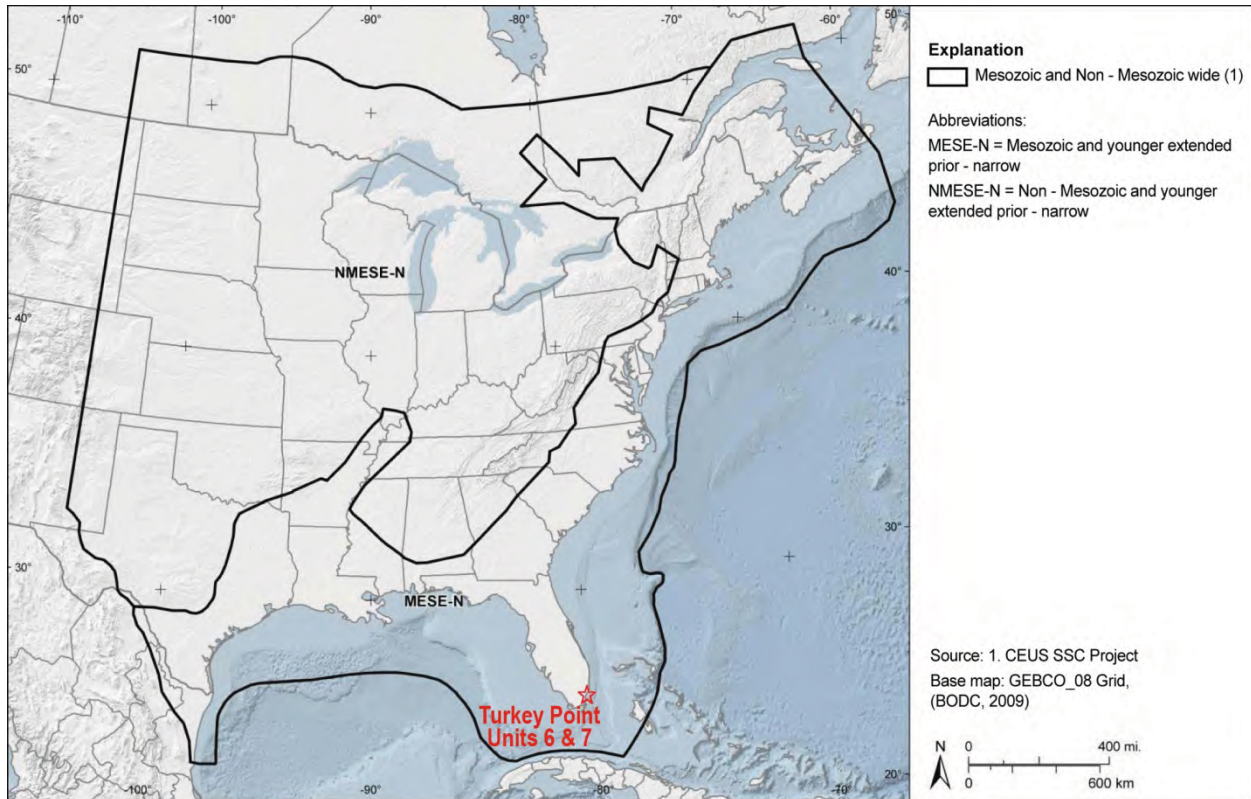 -110°
-100°
-90°
-80°
-70°
-60°
50°
50°
40°
40°
30°
30°
20°
-100°
-90°
-80°
-70°
NMESE-N
MESE-N
Turkey Point
Units 6 & 7
Explanation
Mesozoic and Non - Mesozoic wide (1)
Abbreviations:
MESE-N = Mesozoic and younger extended
prior - narrow
NMESE-N = Non - Mesozoic and younger
extended prior - narrow
Source: 1. CEUS SSC Project
Base map: GEBCO_08 Grid,
(BODC, 2009)
N
0 400 mi.
0 600 km